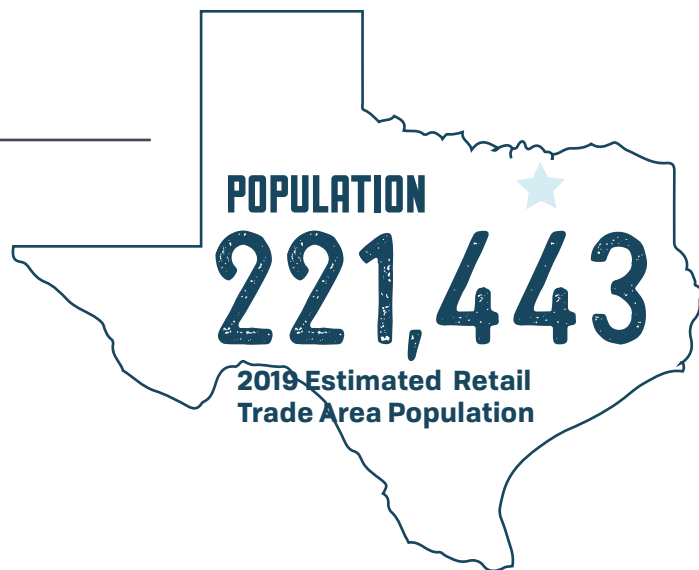 POPULATION
221,443
2019 Estimated Retail
Trade Area Population